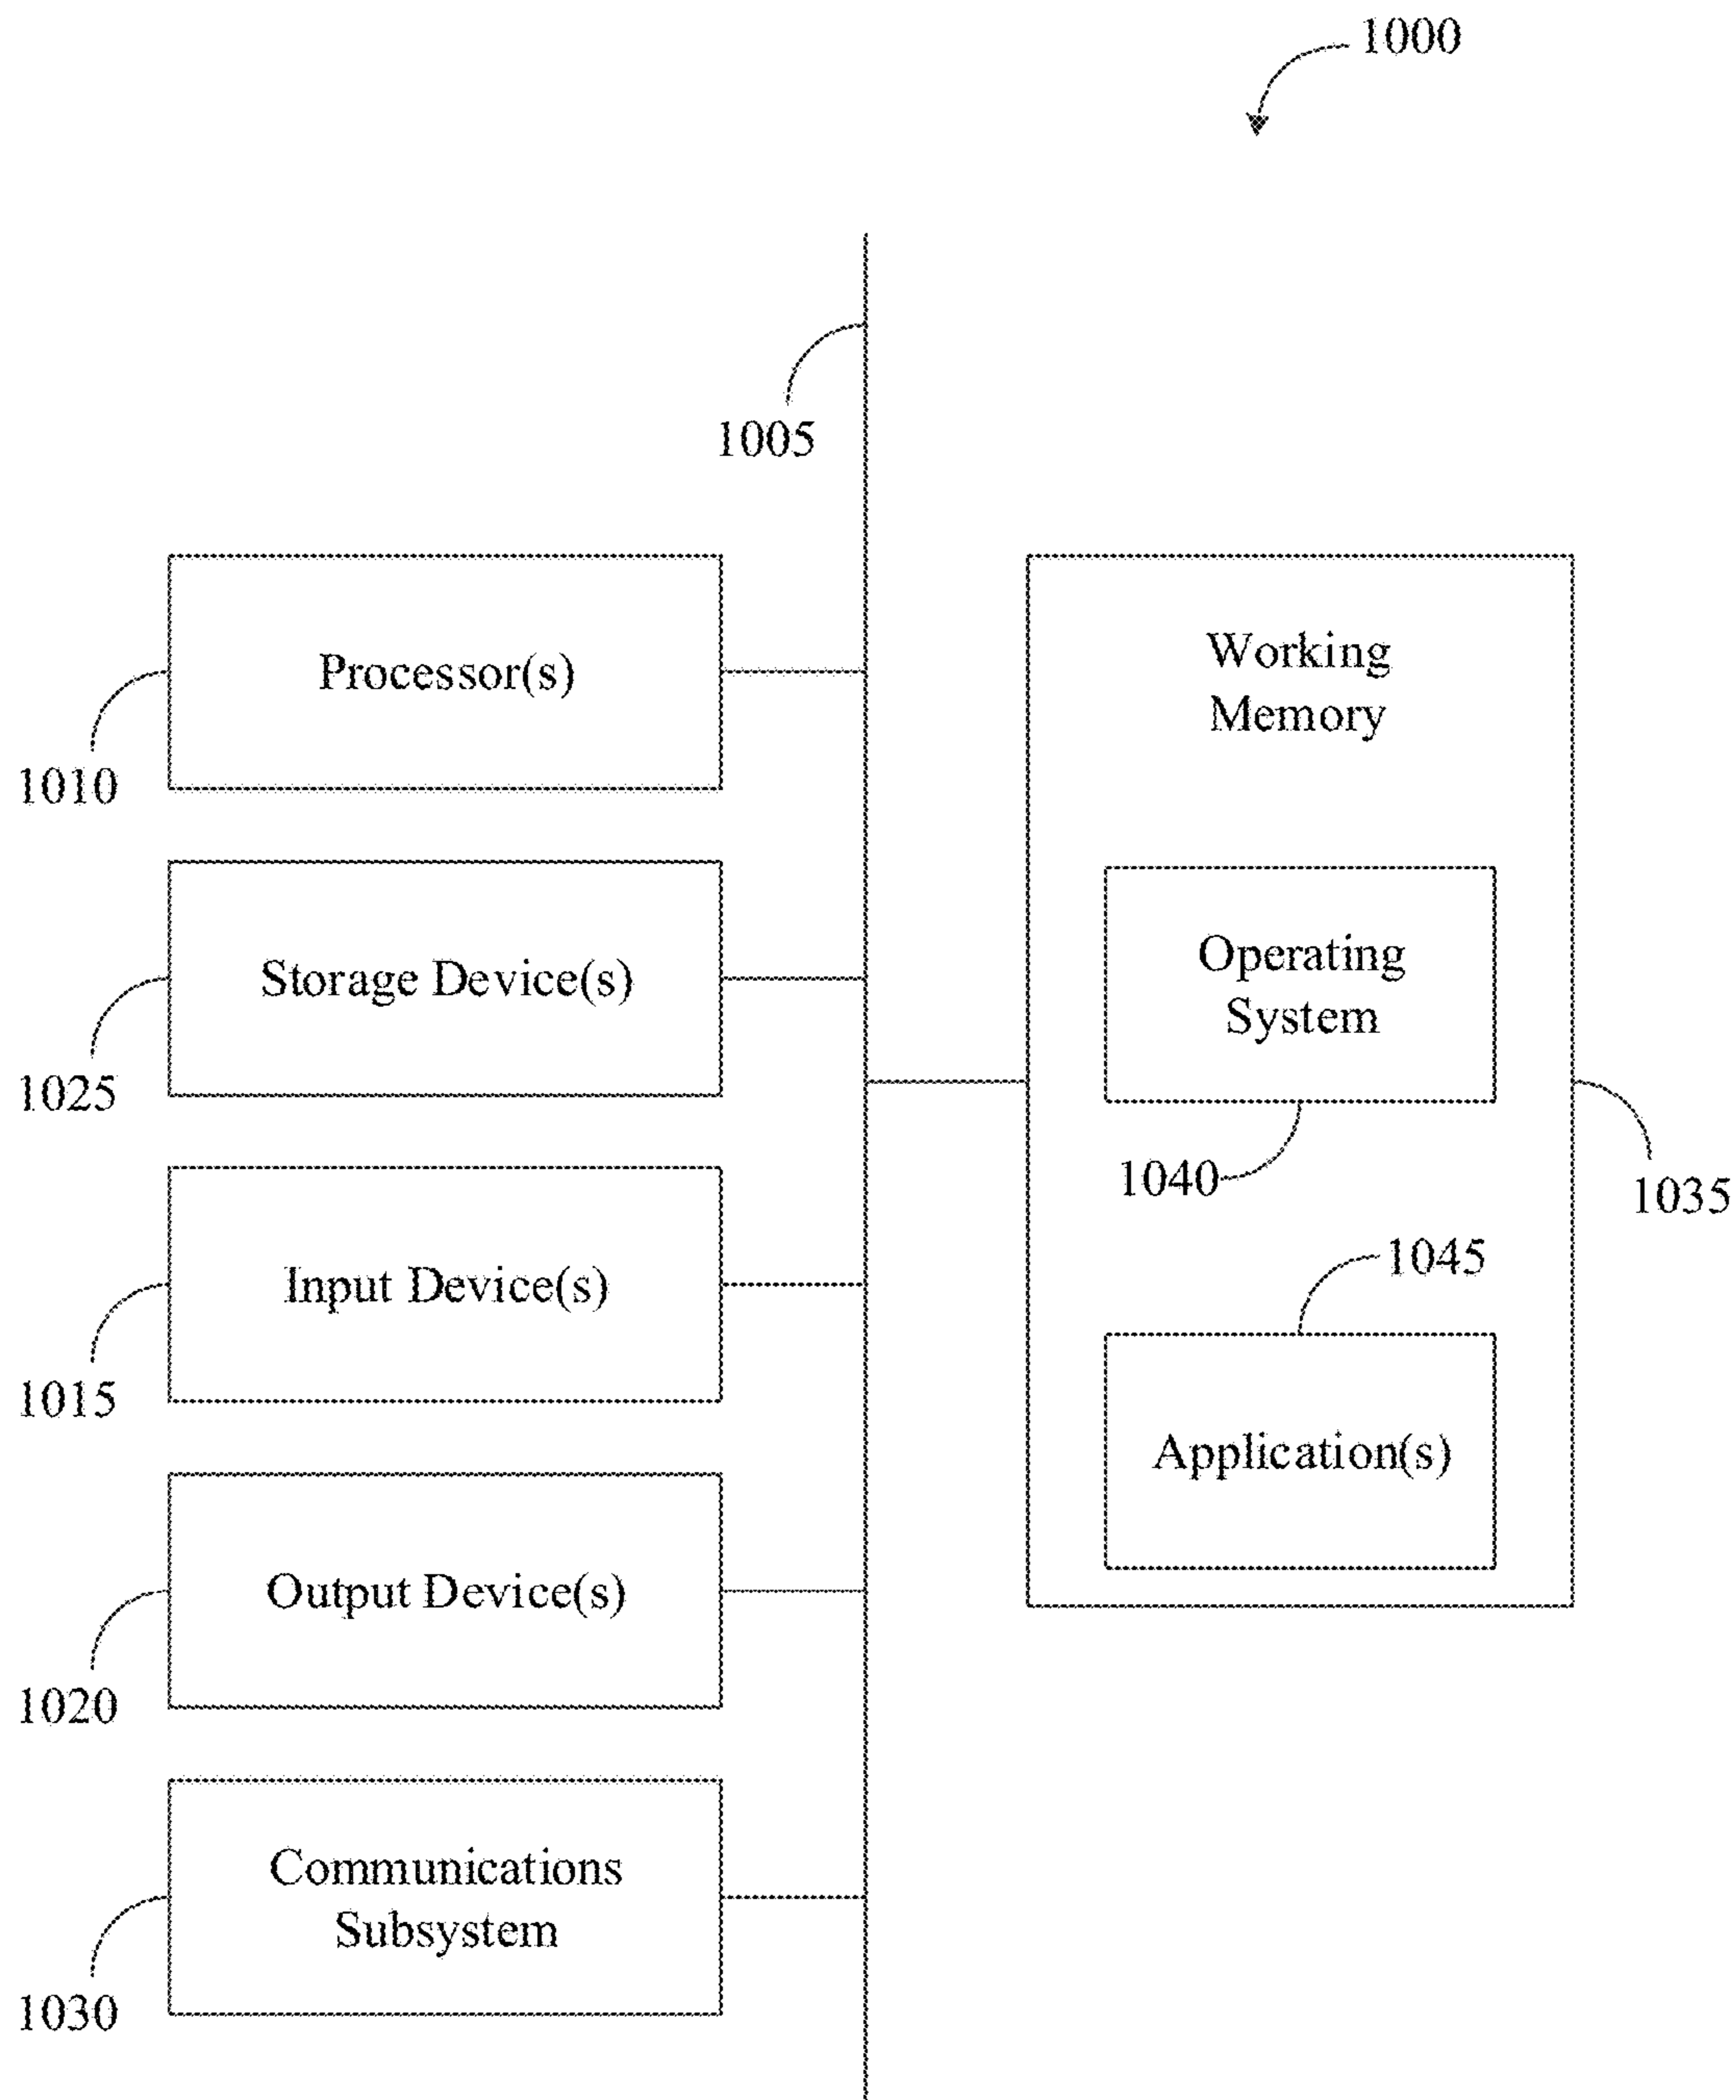 1000
1005
Processor(s)
1010
Storage Device(s)
1025
Input Device(s)
1015
Output Device(s)
1020
Communications
Subsystem
1030
Working
Memory
Operating
System
1040
1035
1045
Application(s)